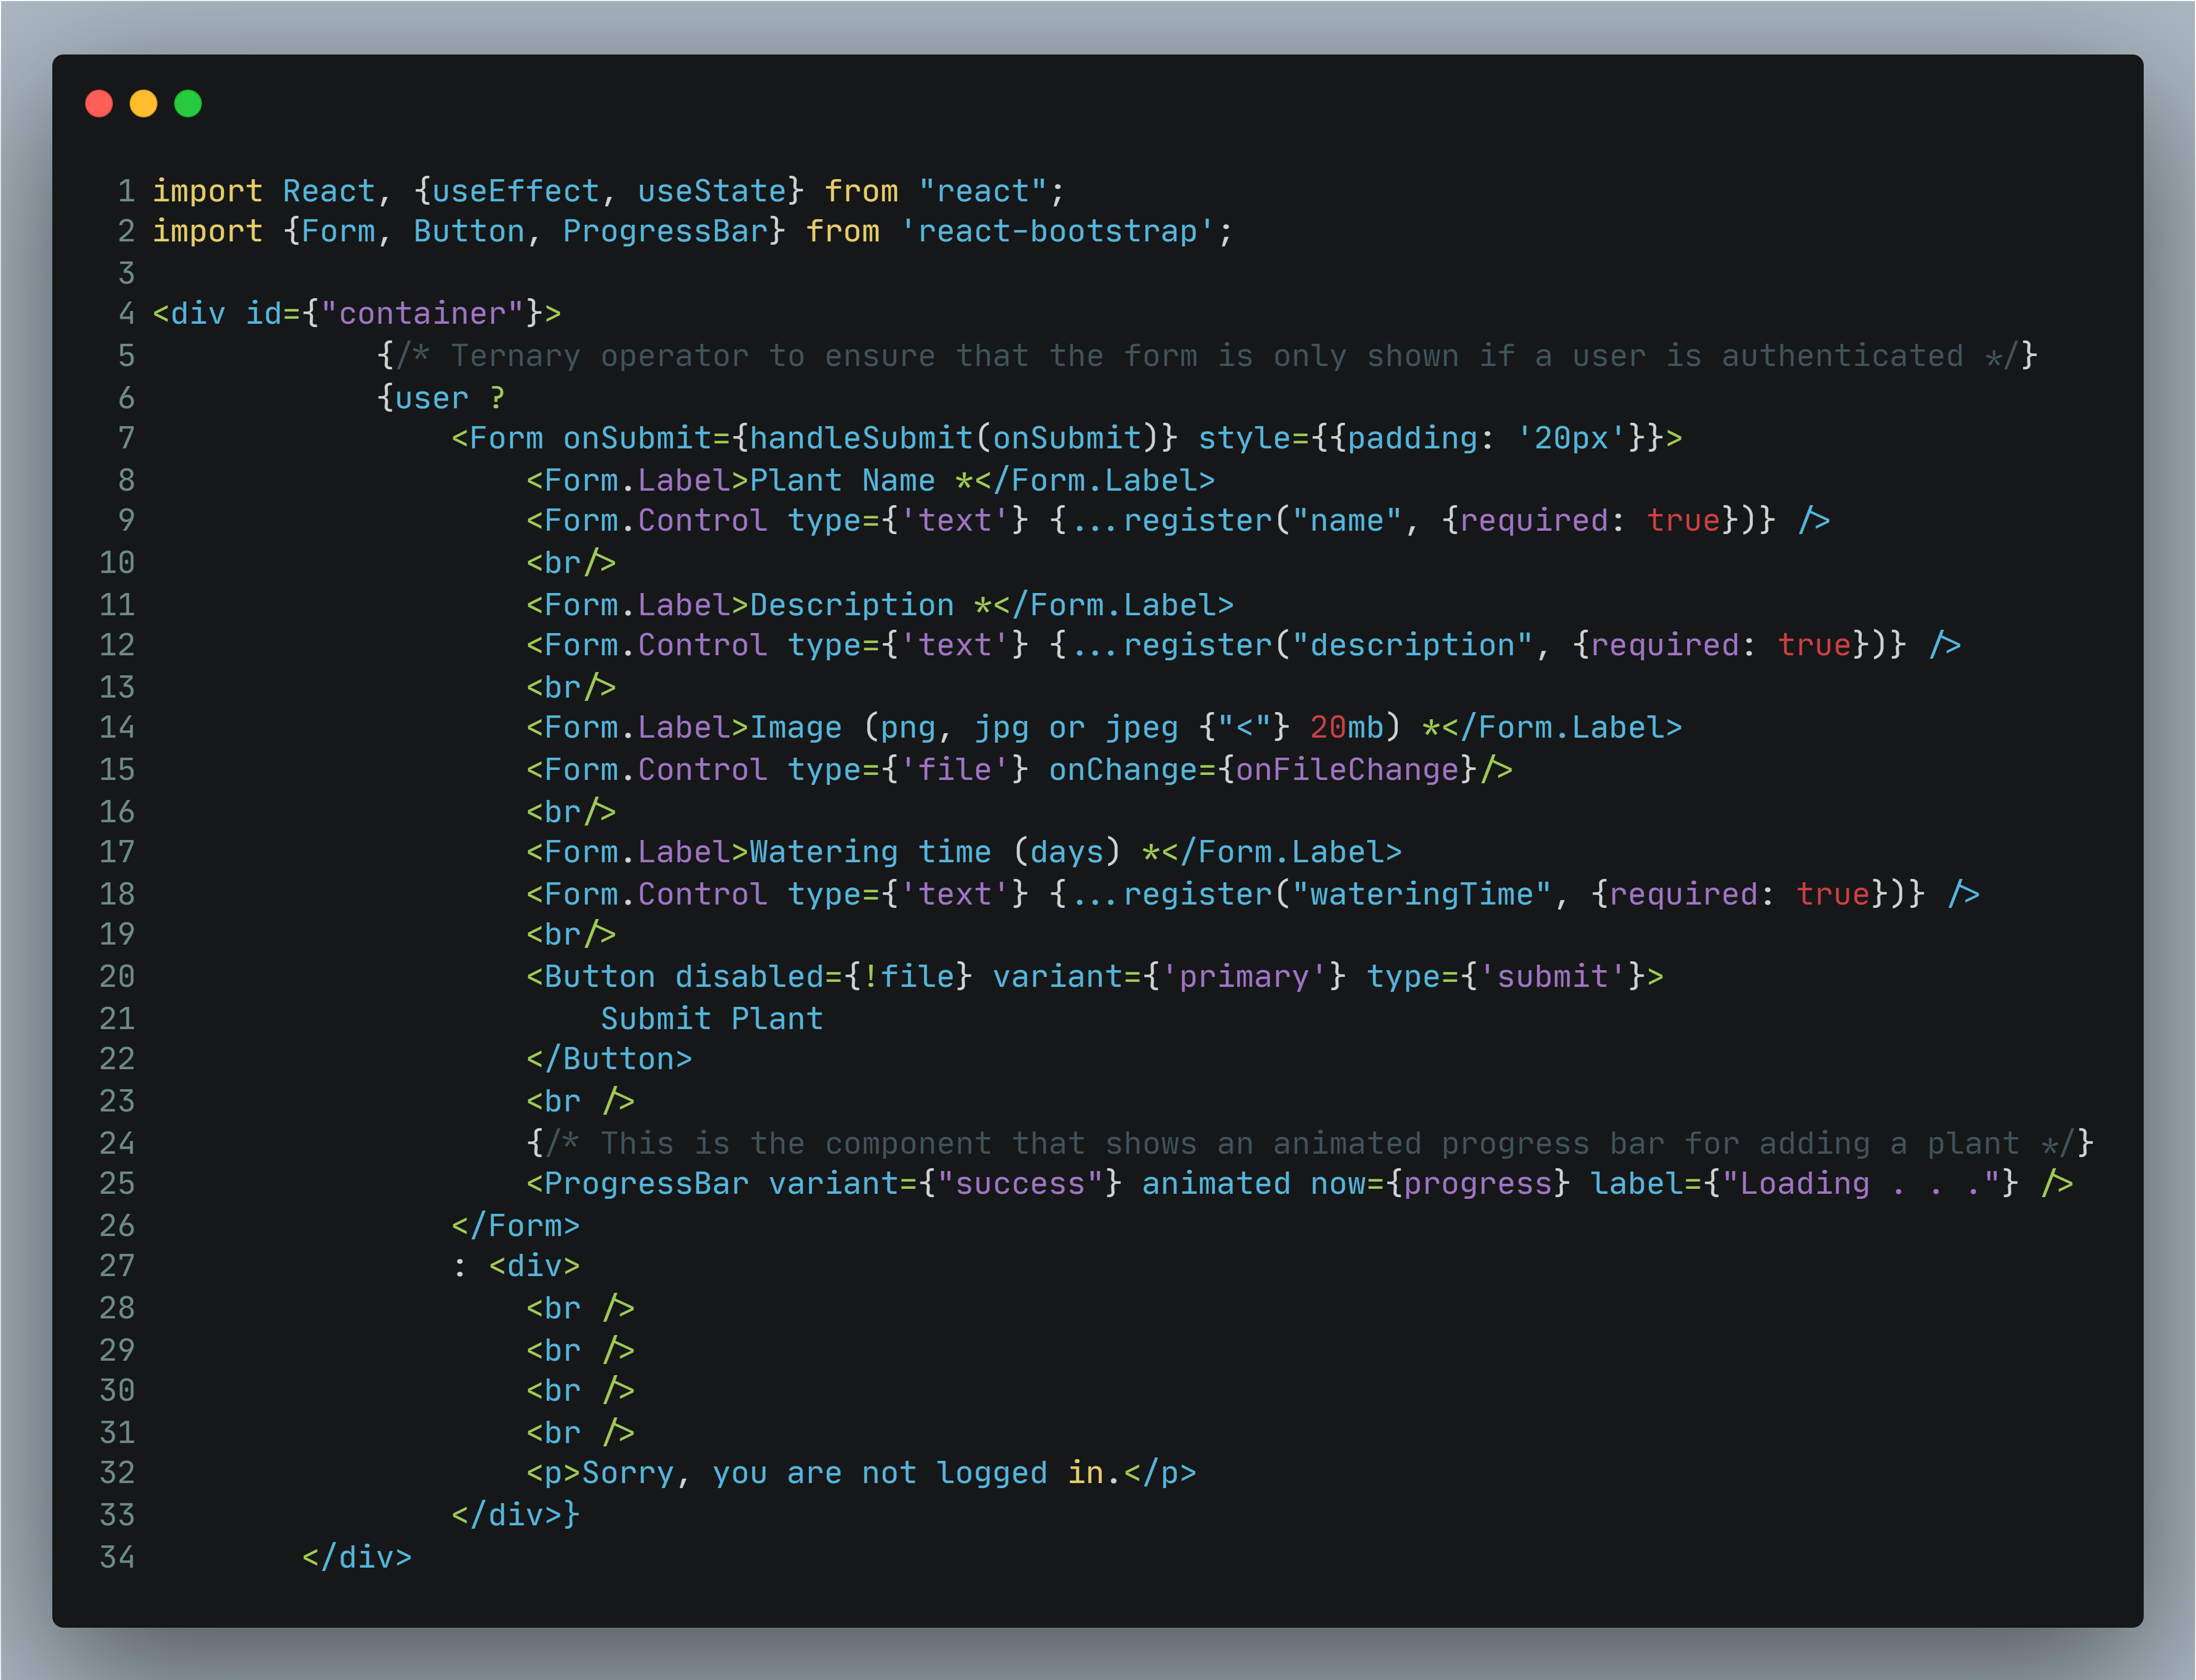 1 import React, {useEffect, useState} from "react";
2 import {Form, Button, ProgressBar} from 'react-bootstrap';
3
4 <div id={"container"}>
5             {/* Ternary operator to ensure that the form is only shown if a user is authenticated */}
6             {user ?
7                 <Form onSubmit={handleSubmit(onSubmit)} style={{padding: '20px'}}>
8                     <Form.Label>Plant Name *</Form.Label>
9                     <Form.Control type={'text'} {...register("name", {required: true})} />
10                     <br/>
11                     <Form.Label>Description *</Form.Label>
12                     <Form.Control type={'text'} {...register("description", {required: true})} />
13                     <br/>
14                     <Form.Label>Image (png, jpg or jpeg {"<"} 20mb) *</Form.Label>
15                     <Form.Control type={'file'} onChange={onFileChange}/>
16                     <br/>
17                     <Form.Label>Watering time (days) *</Form.Label>
18                     <Form.Control type={'text'} {...register("wateringTime", {required: true})} />
19                     <br/>
20                     <Button disabled={!file} variant={'primary'} type={'submit'}>
21                         Submit Plant
22                     </Button>
23                     <br />
24                     {/* This is the component that shows an animated progress bar for adding a plant */}
25                     <ProgressBar variant={"success"} animated now={progress} label={"Loading . . ."} />
26                 </Form>
27                 : <div>
28                     <br />
29                     <br />
30                     <br />
31                     <br />
32                     <p>Sorry, you are not logged in.</p>
33                 </div>}
34         </div>